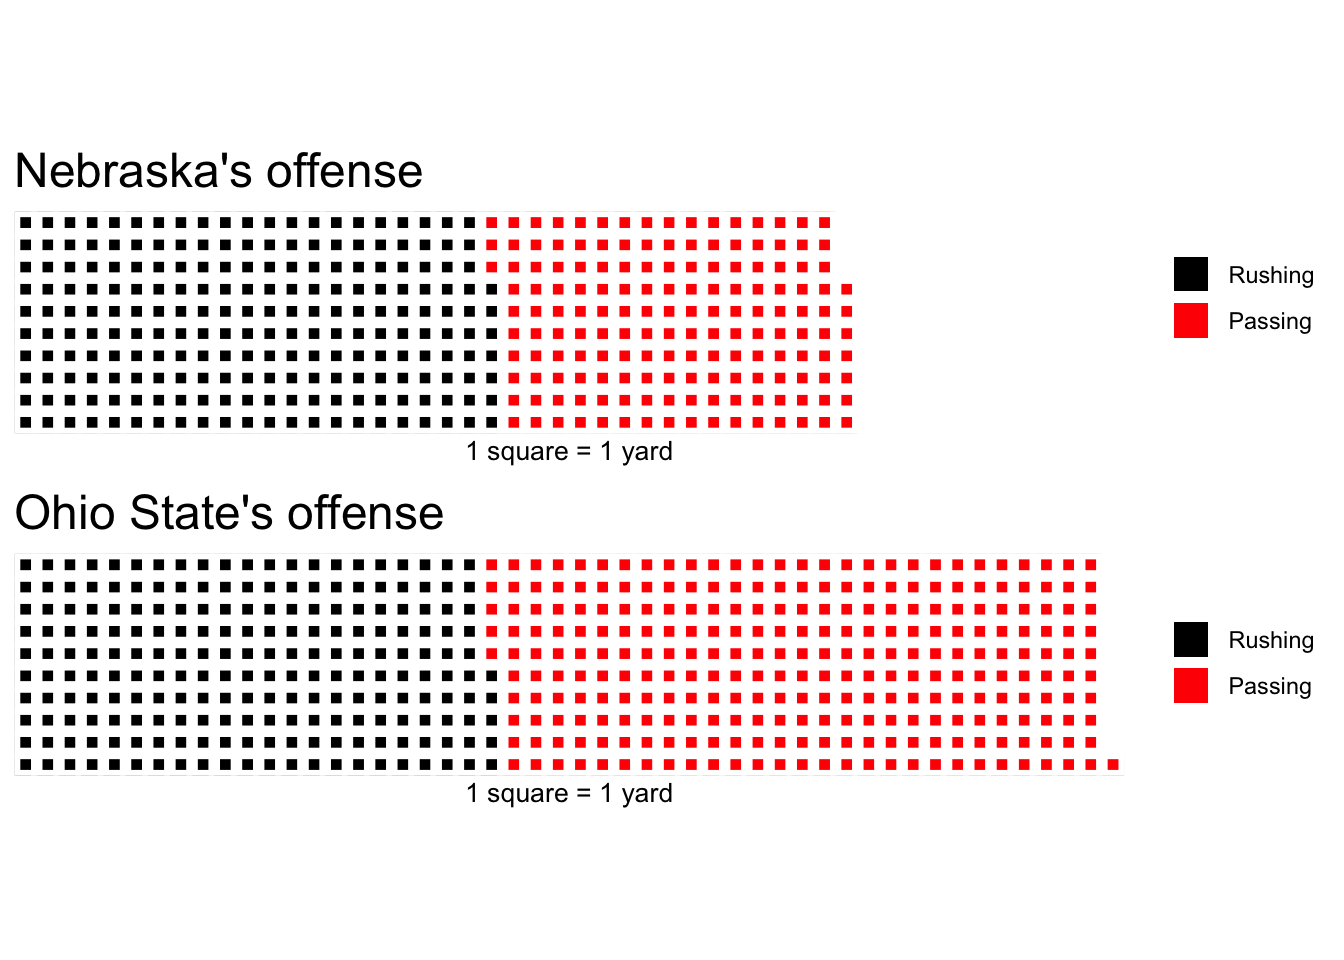 Nebraska's offense
Rushing
Passing
1 square = 1 yard
Ohio State's offense
Rushing
Passing
1 square = 1 yard